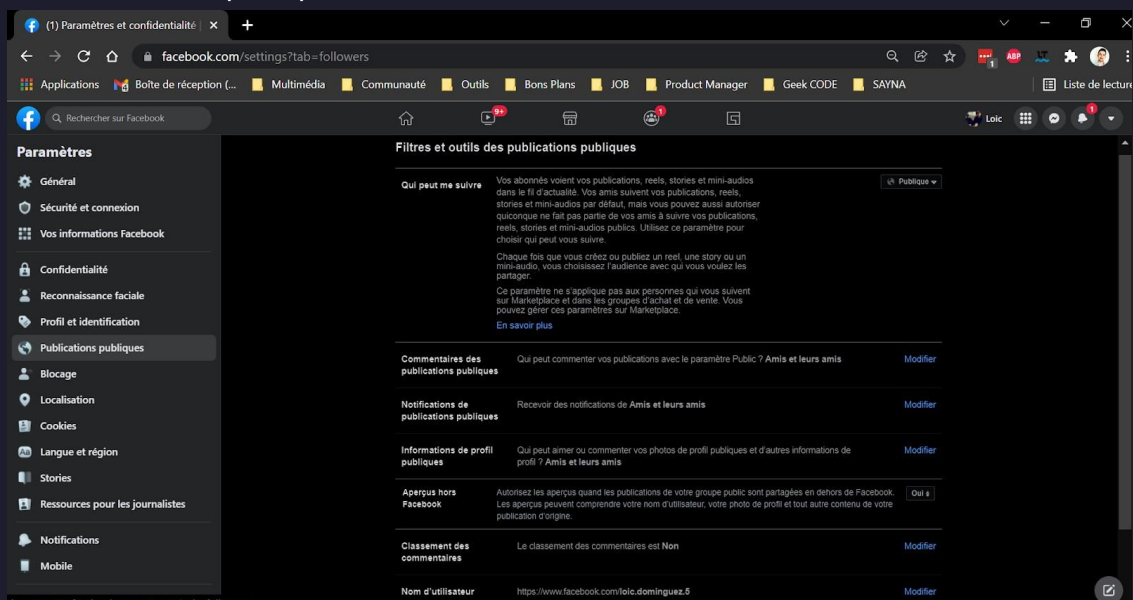 (1) Paramètres et confidentialité |
facebook.com/settings?tab=followers
1
ABP
LT
Applications
Boîte de réception (...
Multimédia
Communauté
Outils
Bons Plans
JOB
Product Manager
Geek CODE
SAYNA
Liste de lecture
Rechercher sur Facebook
9+
1
Loic
1
Paramètres
Général
Sécurité et connexion
Vos informations Facebook
Confidentialité
Reconnaissance faciale
Profil et identification
Publications publiques
Blocage
Localisation
Cookies
Aa Langue et région
Stories
Ressources pour les journalistes
Notifications
Mobile
Filtres et outils des publications publiques
Qui peut me suivre
Vos abonnés voient vos publications, reels, stories et mini-audios
dans le fil d'actualité. Vos amis suivent vos publications, reels,
stories et mini-audios par défaut, mais vous pouvez aussi autoriser
quiconque ne fait pas partie de vos amis à suivre vos publications,
reels, stories et mini-audios publics. Utilisez ce paramètre pour
choisir qui peut vous suivre.
Chaque fois que vous créez ou publiez un reel, une story ou un
mini-audio, vous choisissez l'audience avec qui vous voulez les
partager.
Ce paramètre ne s'applique pas aux personnes qui vous suivent
sur Marketplace et dans les groupes d'achat et de vente. Vous
pouvez gérer ces paramètres sur Marketplace.
En savoir plus
Publique
Commentaires des
publications publiques
Qui peut commenter vos publications avec le paramètre Public ? Amis et leurs amis
Modifier
Notifications de
publications publiques
Recevoir des notifications de Amis et leurs amis
Modifier
Informations de profil
publiques
Qui peut aimer ou commenter vos photos de profil publiques et d'autres informations de
profil ? Amis et leurs amis
Modifier
Aperçus hors
Facebook
Autorisez les aperçus quand les publications de votre groupe public sont partagées en dehors de Facebook.
Les aperçus peuvent comprendre votre nom d'utilisateur, votre photo de profil et tout autre contenu de votre
publication d'origine.
Oui
Classement des
commentaires
Le classement des commentaires est Non
Modifier
Nom d'utilisateur
https://www.facebook.com/loic.dominguez.5
Modifier